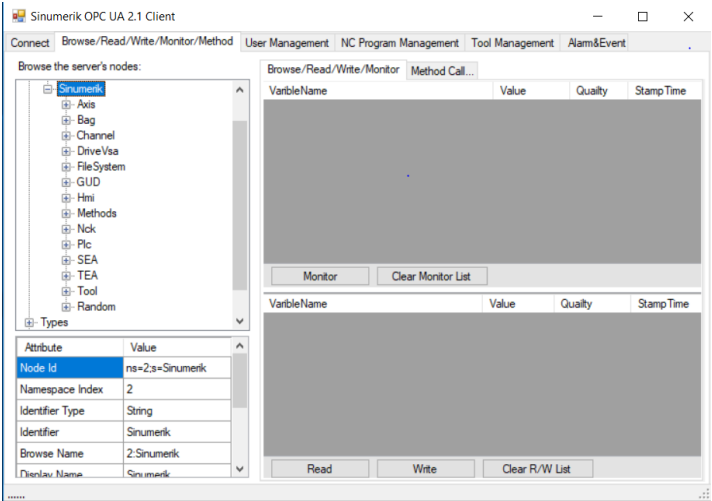 Sinumerik OPC UA 2.1 Client
Connect Browse/Read/Write/Monitor/Method User Management NC Program Management Tool Management Alarm&Event
Browse the server's nodes:
Sinumerik
Axis
Bag
Channel
DriveVsa
FileSystem
GUD
Hmi
Methods
Nck
Plc
SEA
TEA
Tool
Random
Types
Attribute Value
Node Id ns=2;s=Sinumerik
Namespace Index 2
Identifier Type String
Identifier Sinumerik
Browse Name 2:Sinumerik
Display Name Sinumerik
Browse/Read/Write/Monitor Method Call...
VaribleName Value Quailty StampTime
Monitor Clear Monitor List
VaribleName Value Quailty StampTime
Read Write Clear R/W List
......